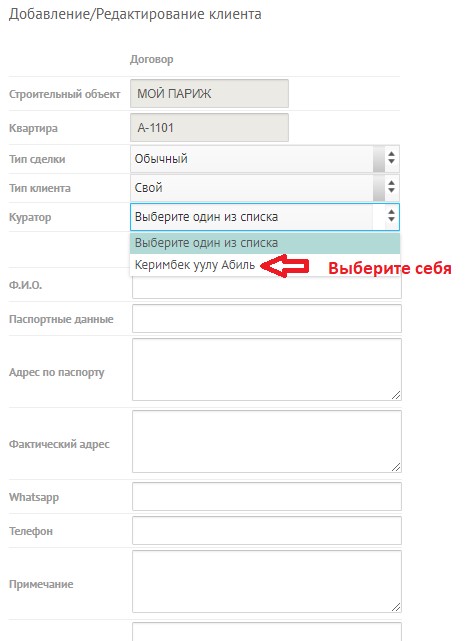 Добавление/Редактирование клиента
Договор
Строительный объект МОЙ ПАРИЖ
Квартира А-1101
Тип сделки Обычный
Тип клиента Свой
Куратор Выберите один из списка
Выберите один из списка
Керимбек уулу Абиль Выберите себя
Ф.И.О.
Паспортные данные
Адрес по паспорту
Фактический адрес
Whatsapp
Телефон
Примечание